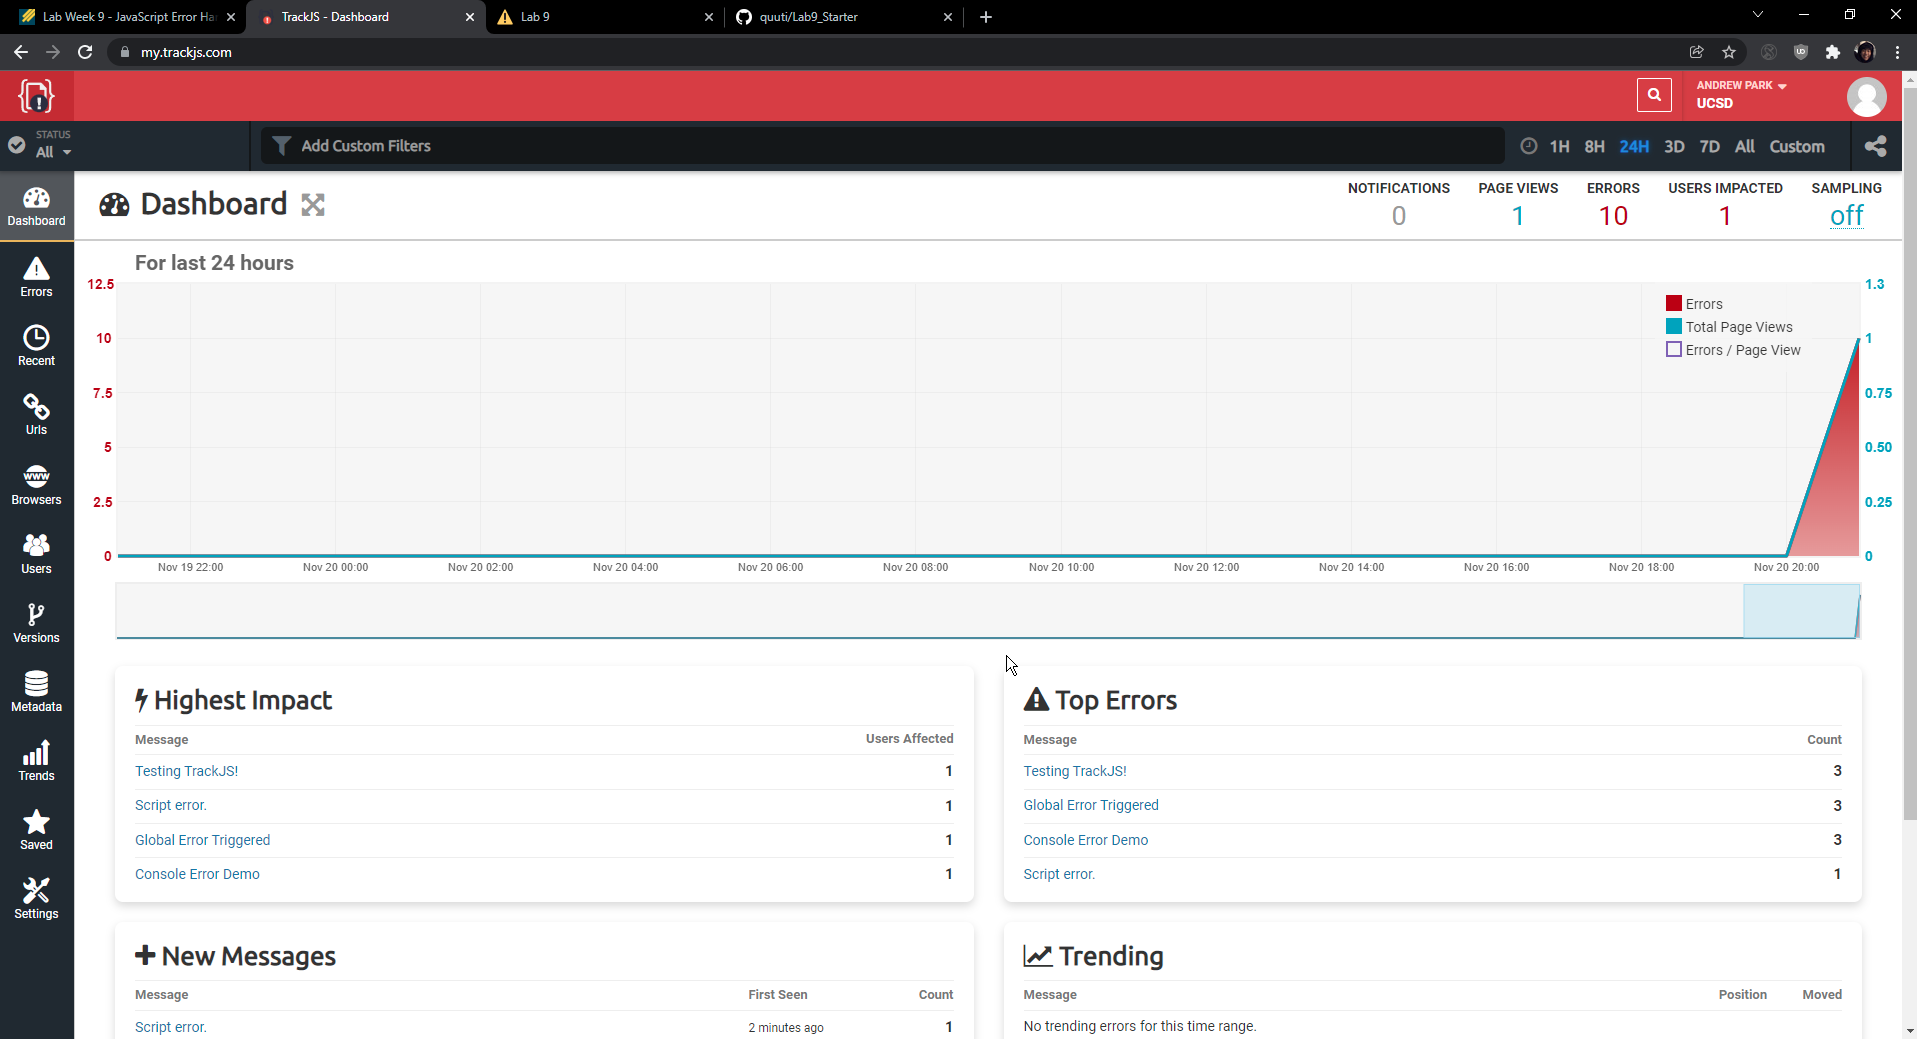 Lab Week 9 - JavaScript Error Ha
TrackJS - Dashboard
Lab 9
quuti/Lab9_Starter
my.trackjs.com
ANDREW PARK
UCSD
STATUS
All
Add Custom Filters
1H 8H 24H 3D 7D All Custom
Dashboard
Errors
Recent
Urls
WWW
Browsers
Users
Versions
Metadata
Trends
Saved
Settings
Dashboard
NOTIFICATIONS PAGE VIEWS ERRORS USERS IMPACTED SAMPLING
0 1 10 1 off
For last 24 hours
12.5
10
7.5
5
2.5
0
1.3
1
0.75
0.50
0.25
0
Errors
Total Page Views
Errors / Page View
Nov 19 22:00 Nov 20 00:00 Nov 20 02:00 Nov 20 04:00 Nov 20 06:00 Nov 20 08:00 Nov 20 10:00 Nov 20 12:00 Nov 20 14:00 Nov 20 16:00 Nov 20 18:00 Nov 20 20:00
Highest Impact
Message Users Affected
Testing TrackJS! 1
Script error. 1
Global Error Triggered 1
Console Error Demo 1
Top Errors
Message Count
Testing TrackJS! 3
Global Error Triggered 3
Console Error Demo 3
Script error. 1
New Messages
Message First Seen Count
Script error. 2 minutes ago 1
Trending
Message Position Moved
No trending errors for this time range.